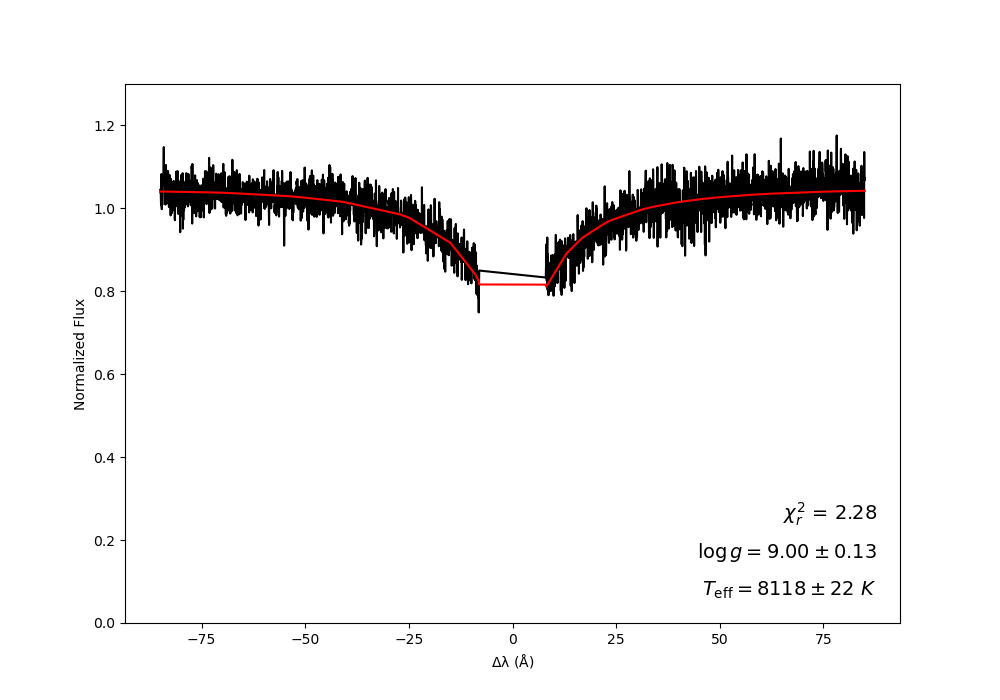 1.2
1.0
0.8
0.6
0.4
0.2
0.0
Normalized Flux
χ²ᵣ = 2.28
log g = 9.00 ± 0.13
T_eff = 8118 ± 22 K
−75 −50 −25 0 25 50 75
Δλ (Å)